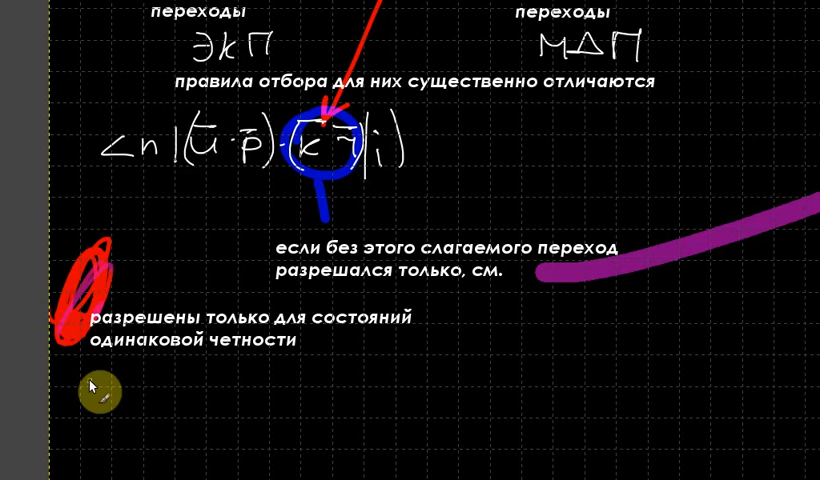 переходы переходы
ЭКП МДП
правила отбора для них существенно отличаются
<n|(ū·p̄)·(k̄ r̄)|i)
если без этого слагаемого переход
разрешался только, см.
разрешены только для состояний
одинаковой четности